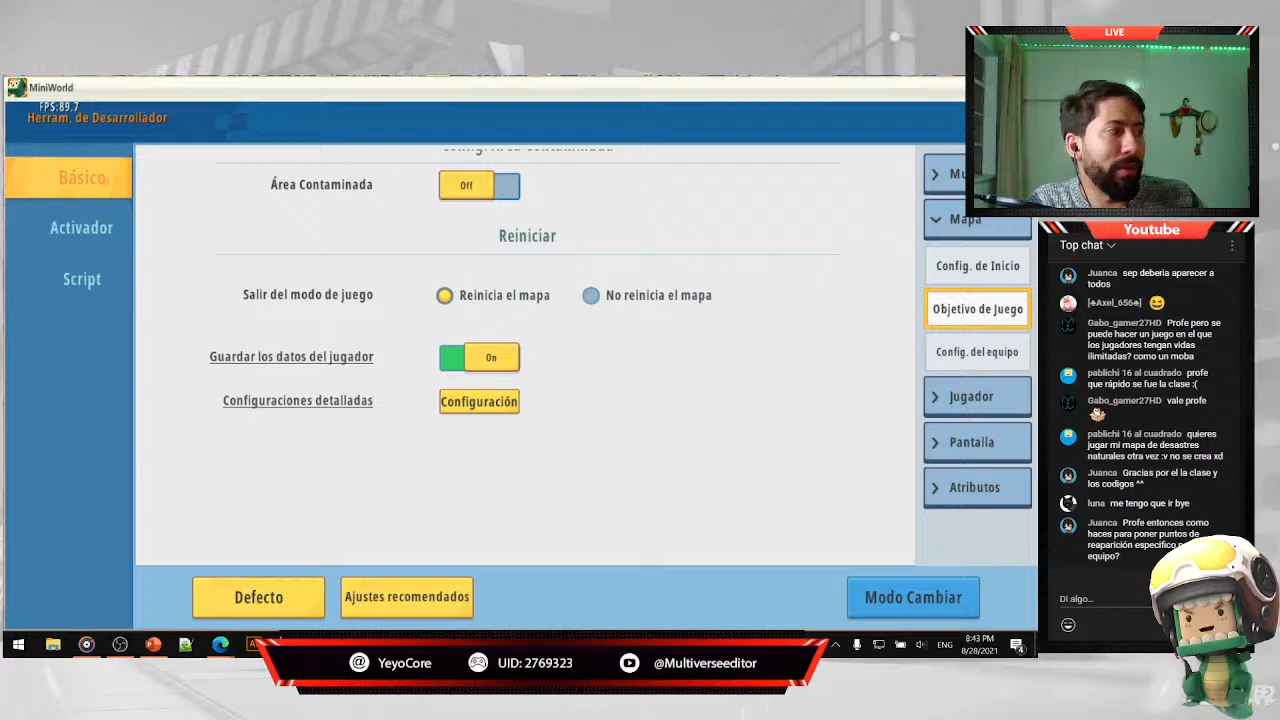 LIVE
MiniWorld
FPS:89.7
Herram. de Desarrollador
Básico
Activador
Script
Área Contaminada
Off
Reiniciar
Salir del modo de juego
Reinicia el mapa
No reinicia el mapa
Guardar los datos del jugador
On
Configuraciones detalladas
Configuración
Defecto
Ajustes recomendados
Modo Cambiar
Mapa
Config. de Inicio
Objetivo de Juego
Config. del equipo
Jugador
Pantalla
Atributos
Youtube
Top chat
Juanca sep deberia aparecer a
todos
[♣Axel_656♣]
Gabo_gamer27HD Profe pero se
puede hacer un juego en el que
los jugadores tengan vidas
ilimitadas? como un moba
pablichi 16 al cuadrado profe
que rápido se fue la clase :(
Gabo_gamer27HD vale profe
pablichi 16 al cuadrado quieres
jugar mi mapa de desastres
naturales otra vez :v no se crea xd
Juanca Gracias por el la clase y
los codigos ^^
luna me tengo que ir bye
Juanca Profe entonces como
haces para poner puntos de
reaparición especifico
equipo?
Di algo...
ENG
8:43 PM
8/28/2021
4
YeyoCore
UID: 2769323
@Multiverseeditor